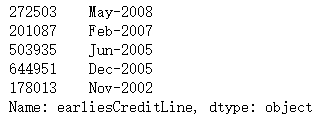 272503    May-2008
201087    Feb-2007
503935    Jun-2005
644951    Dec-2005
178013    Nov-2002
Name: earliesCreditLine, dtype: object